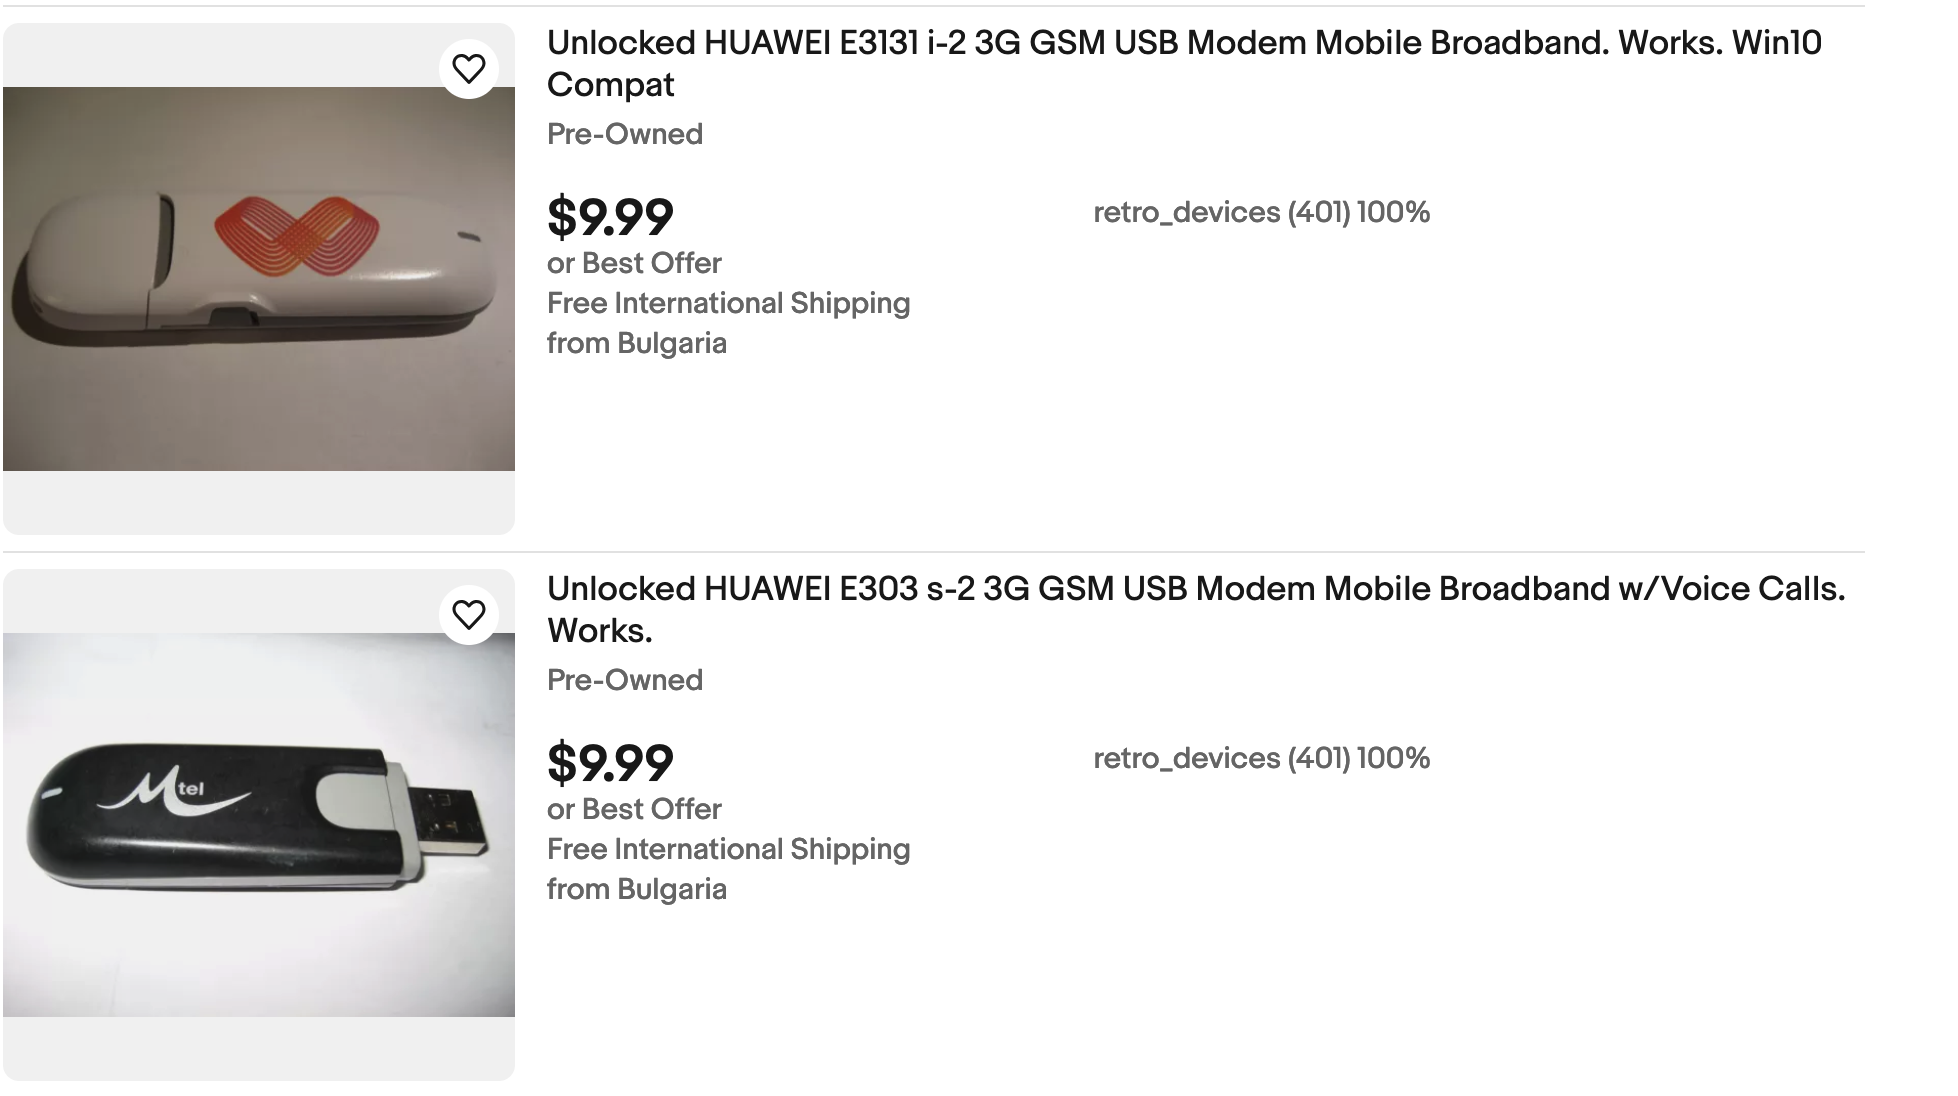 Unlocked HUAWEI E3131 i-2 3G GSM USB Modem Mobile Broadband. Works. Win10
Compat
Pre-Owned
$9.99
retro_devices (401) 100%
or Best Offer
Free International Shipping
from Bulgaria
Unlocked HUAWEI E303 s-2 3G GSM USB Modem Mobile Broadband w/Voice Calls.
Works.
Mtel
Pre-Owned
$9.99
retro_devices (401) 100%
or Best Offer
Free International Shipping
from Bulgaria